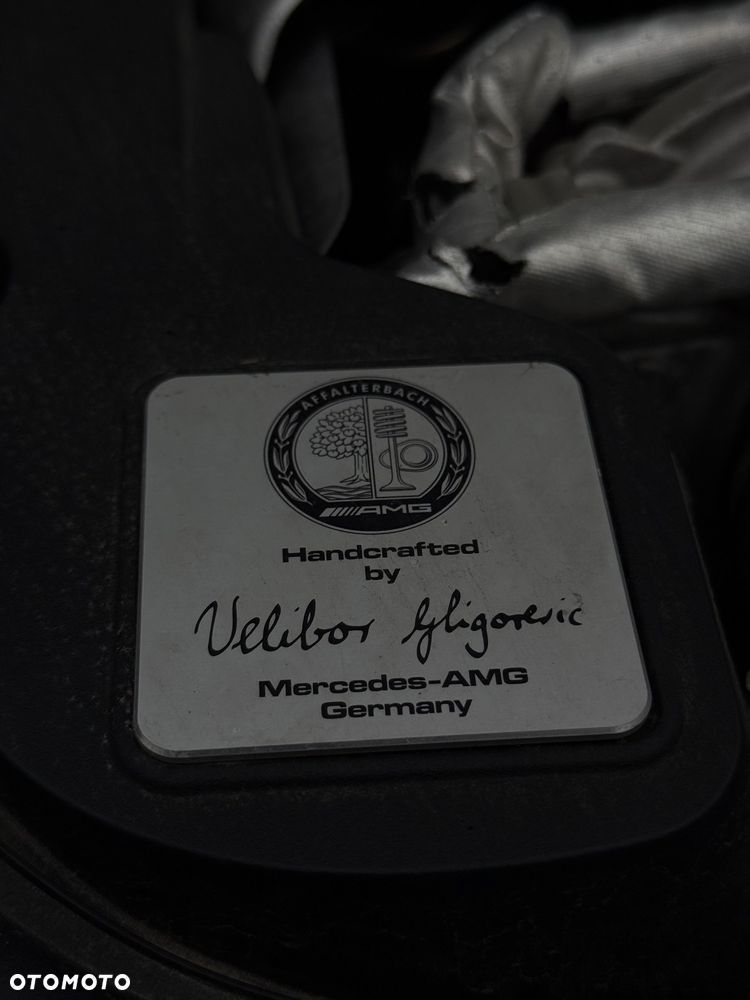 AFFALTERBACH
AMG
Handcrafted
by
Velibor Gligorevic
Mercedes-AMG
Germany
OTOMOTO